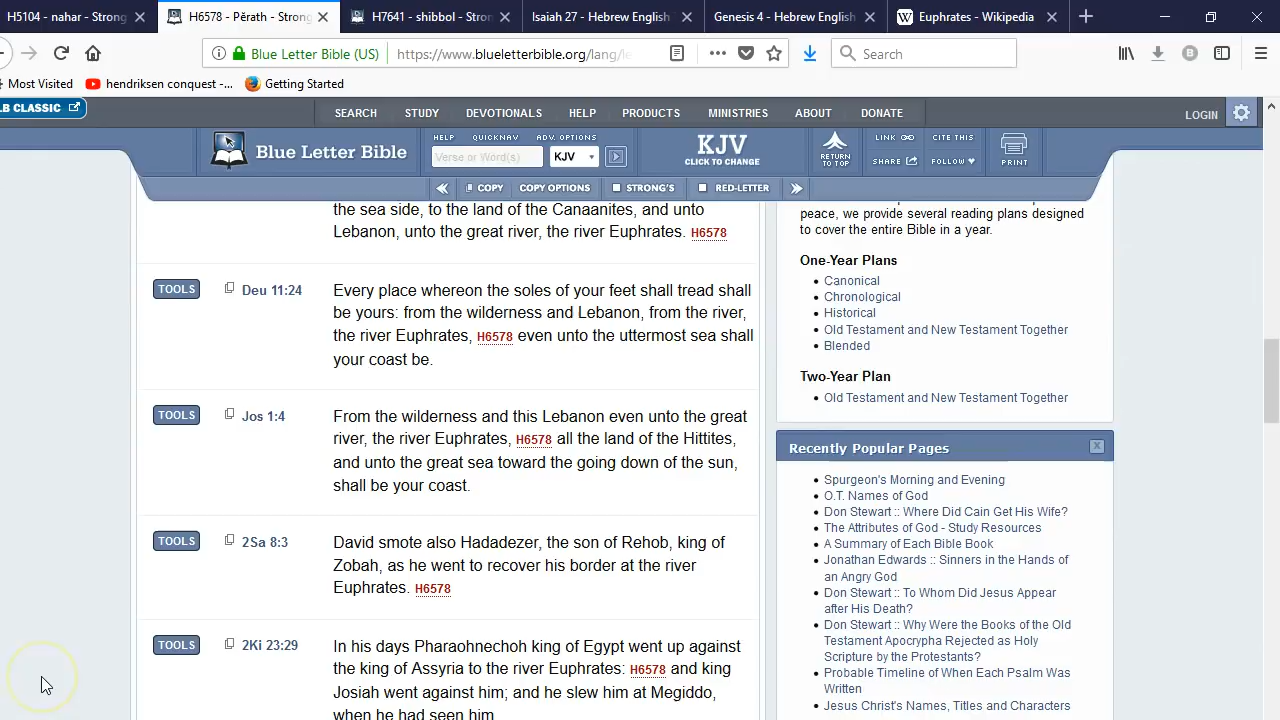 H5104 - nahar - Strong
H6578 - Pĕrath - Strong
H7641 - shibbol - Stron
Isaiah 27 - Hebrew English
Genesis 4 - Hebrew English
Euphrates - Wikipedia
Blue Letter Bible (US)
https://www.blueletterbible.org/lang/le
Search
Most Visited
hendriksen conquest -...
Getting Started
LB CLASSIC
SEARCH STUDY DEVOTIONALS HELP PRODUCTS MINISTRIES ABOUT DONATE
LOGIN
Blue Letter Bible
HELP QUICKNAV ADV. OPTIONS
Verse or Word(s) KJV
KJV
CLICK TO CHANGE
RETURN
TO TOP
LINK CITE THIS
SHARE FOLLOW
PRINT
COPY COPY OPTIONS STRONG'S RED-LETTER
the sea side, to the land of the Canaanites, and unto
Lebanon, unto the great river, the river Euphrates. H6578
TOOLS Deu 11:24
Every place whereon the soles of your feet shall tread shall
be yours: from the wilderness and Lebanon, from the river,
the river Euphrates, H6578 even unto the uttermost sea shall
your coast be.
TOOLS Jos 1:4
From the wilderness and this Lebanon even unto the great
river, the river Euphrates, H6578 all the land of the Hittites,
and unto the great sea toward the going down of the sun,
shall be your coast.
TOOLS 2Sa 8:3
David smote also Hadadezer, the son of Rehob, king of
Zobah, as he went to recover his border at the river
Euphrates. H6578
TOOLS 2Ki 23:29
In his days Pharaohnechoh king of Egypt went up against
the king of Assyria to the river Euphrates: H6578 and king
Josiah went against him; and he slew him at Megiddo,
when he had seen him
peace, we provide several reading plans designed
to cover the entire Bible in a year.
One-Year Plans
Canonical
Chronological
Historical
Old Testament and New Testament Together
Blended
Two-Year Plan
Old Testament and New Testament Together
Recently Popular Pages
Spurgeon's Morning and Evening
O.T. Names of God
Don Stewart :: Where Did Cain Get His Wife?
The Attributes of God - Study Resources
A Summary of Each Bible Book
Jonathan Edwards :: Sinners in the Hands of
an Angry God
Don Stewart :: To Whom Did Jesus Appear
after His Death?
Don Stewart :: Why Were the Books of the Old
Testament Apocrypha Rejected as Holy
Scripture by the Protestants?
Probable Timeline of When Each Psalm Was
Written
Jesus Christ's Names, Titles and Characters